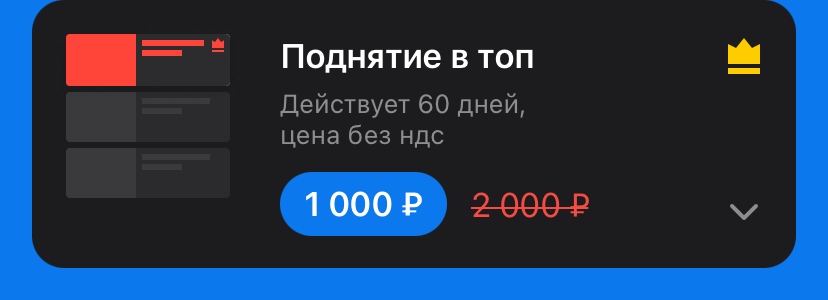 Поднятие в топ
Действует 60 дней,
цена без ндс
1 000 ₽ 2 000 ₽